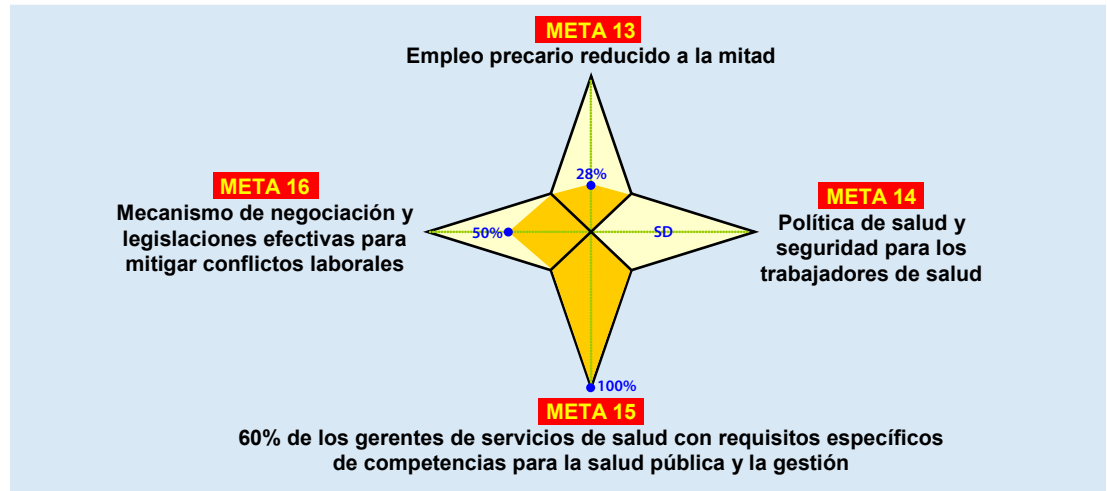 META 13
Empleo precario reducido a la mitad
28%
META 16
Mecanismo de negociación y
legislaciones efectivas para
mitigar conflictos laborales
50%
SD
META 14
Política de salud y
seguridad para los
trabajadores de salud
100%
META 15
60% de los gerentes de servicios de salud con requisitos específicos
de competencias para la salud pública y la gestión